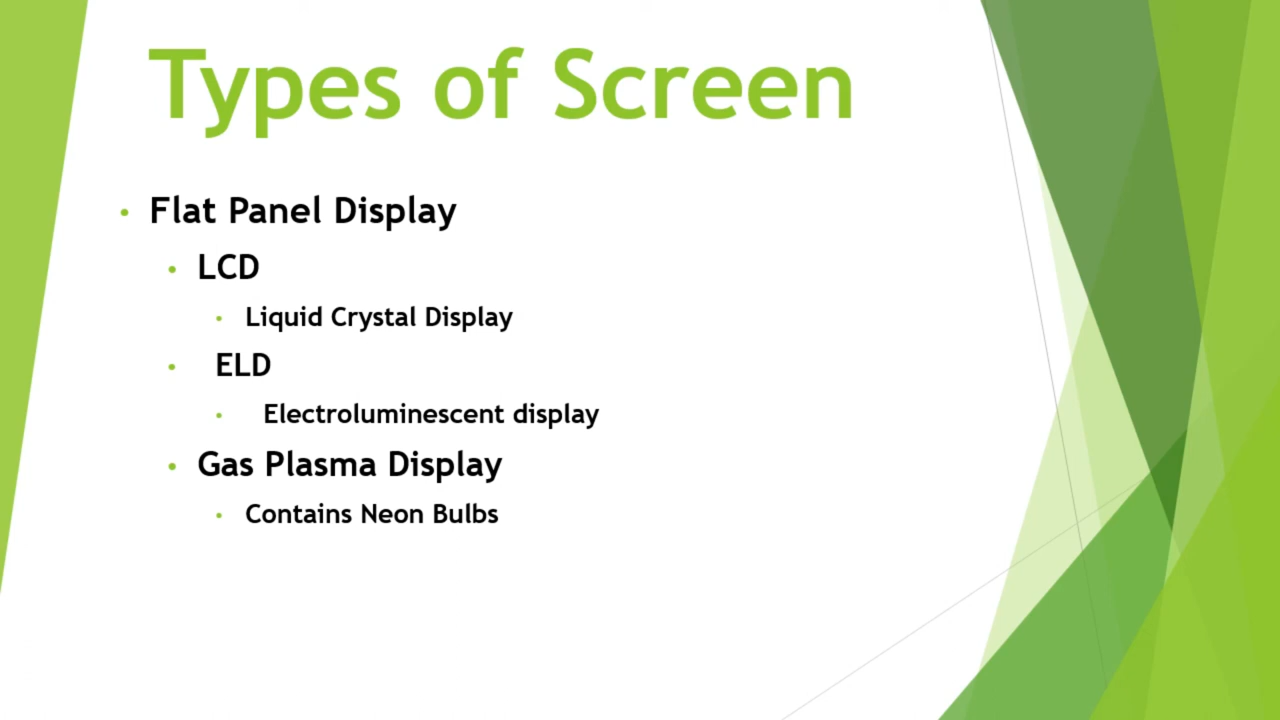 Types of Screen
• Flat Panel Display
• LCD
• Liquid Crystal Display
• ELD
• Electroluminescent display
• Gas Plasma Display
• Contains Neon Bulbs